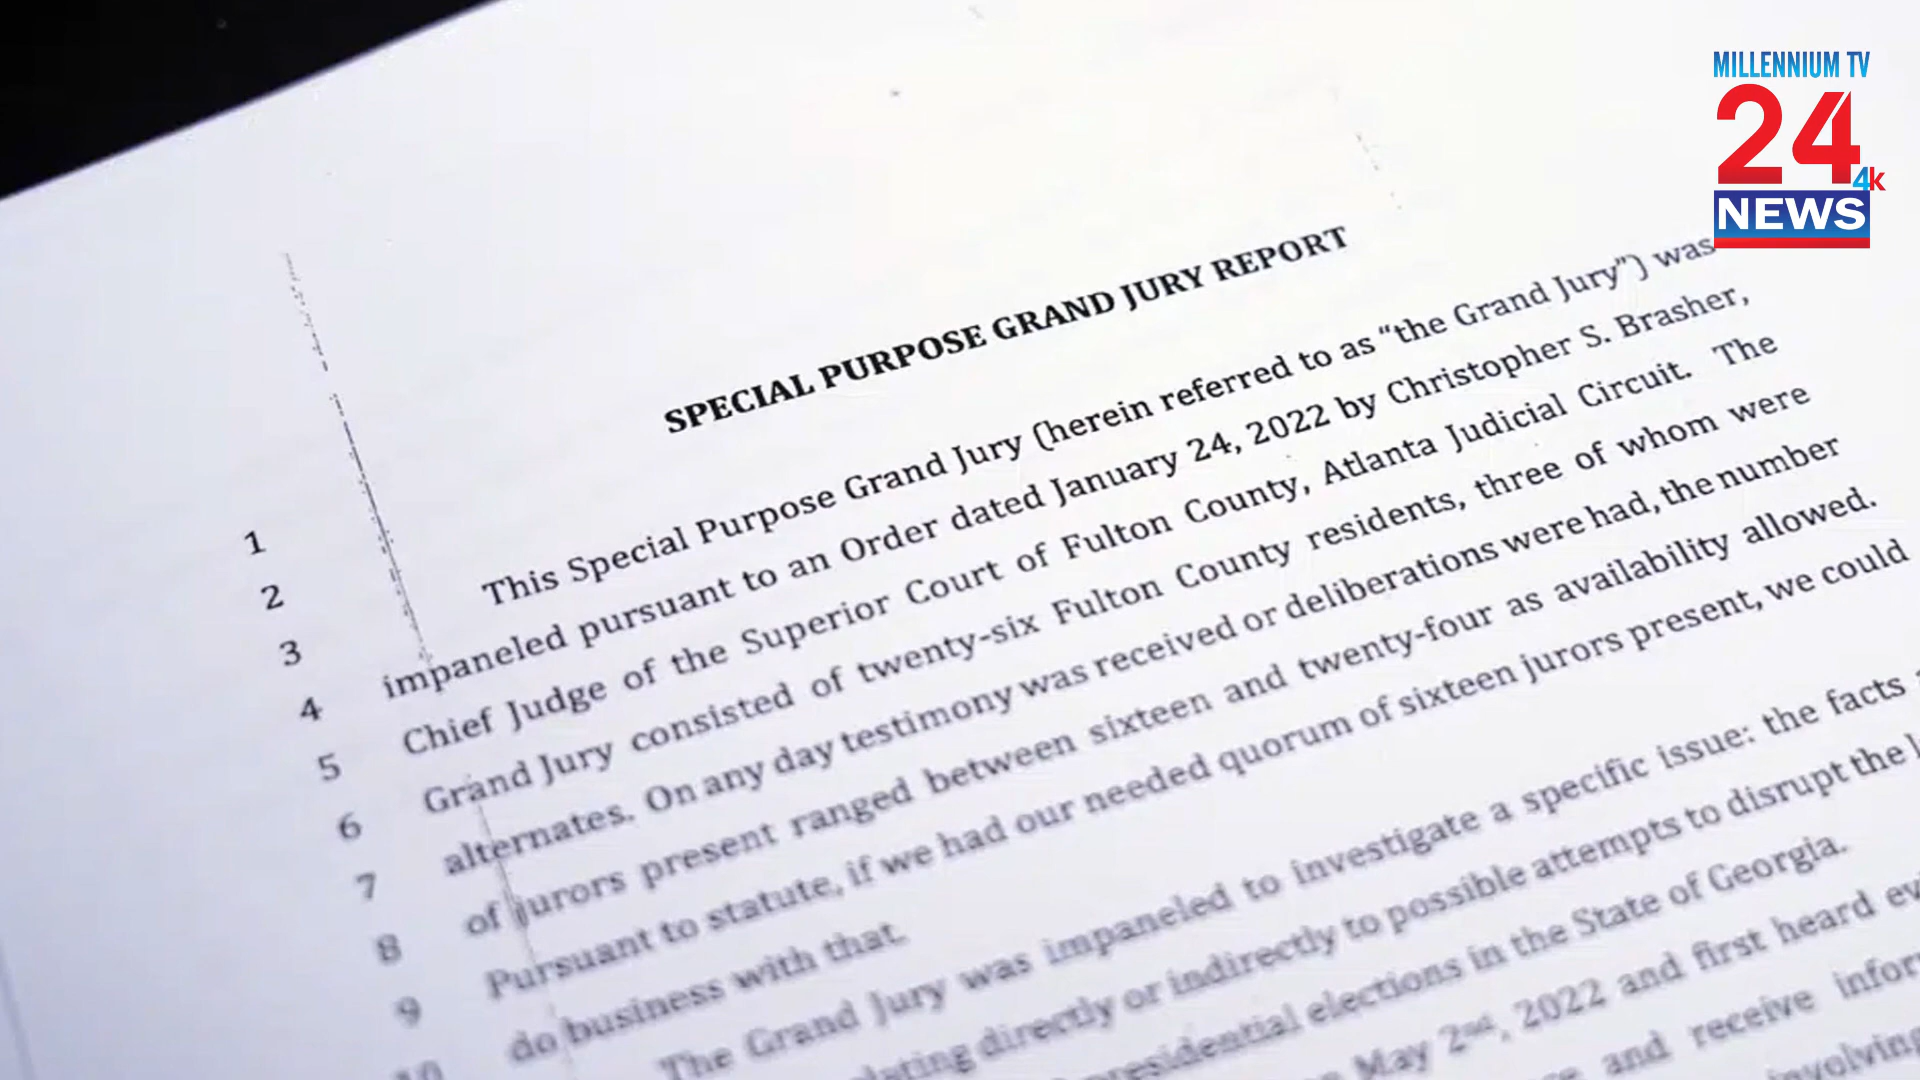 MILLENNIUM TV
24
4k
NEWS
SPECIAL PURPOSE GRAND JURY REPORT
1 This Special Purpose Grand Jury (herein referred to as “the Grand Jury”) was
2 impaneled pursuant to an Order dated January 24, 2022 by Christopher S. Brasher,
3 Chief Judge of the Superior Court of Fulton County, Atlanta Judicial Circuit. The
4 Grand Jury consisted of twenty-six Fulton County residents, three of whom were
5 alternates. On any day testimony was received or deliberations were had, the number
6 of jurors present ranged between sixteen and twenty-four as availability allowed.
7 Pursuant to statute, if we had our needed quorum of sixteen jurors present, we could
8 do business with that.
9 The Grand Jury was impaneled to investigate a specific issue: the facts
10 directly or indirectly to possible attempts to disrupt the
presidential elections in the State of Georgia.
May 2nd, 2022 and first heard
and receive
involving